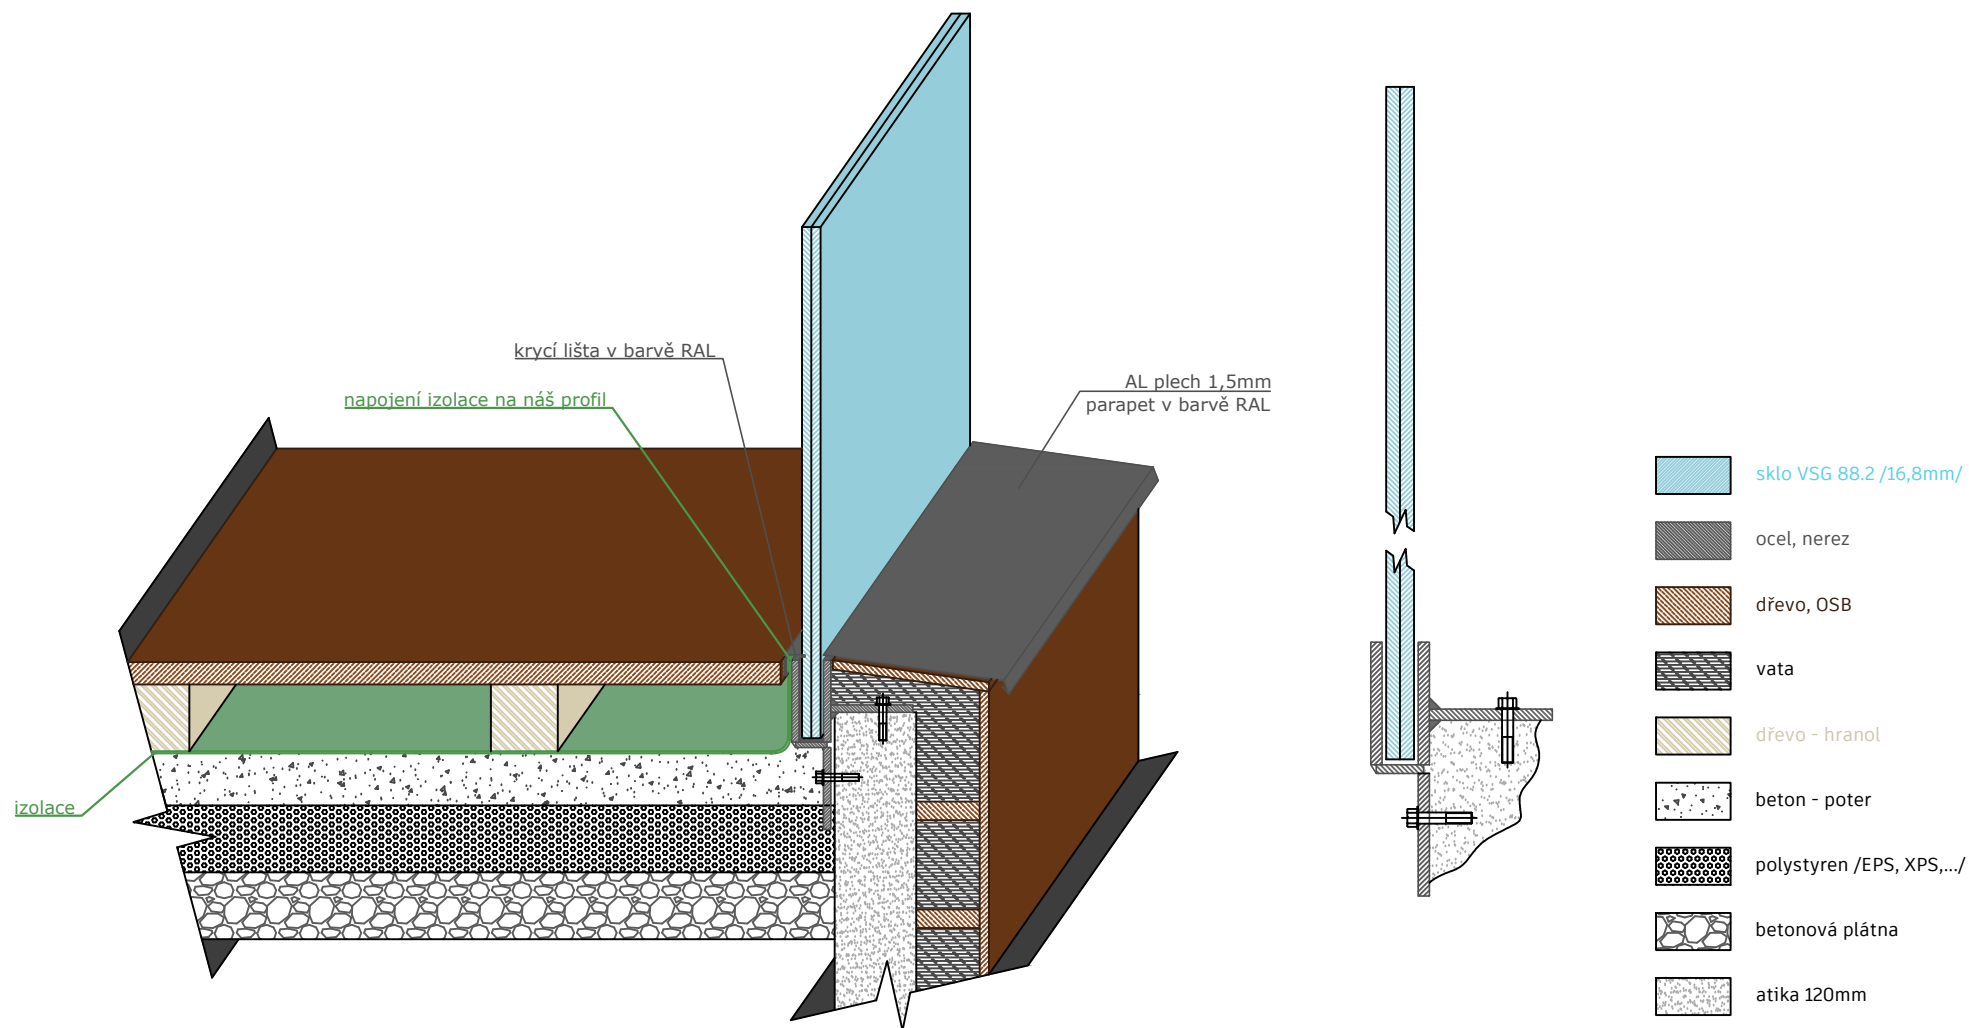 krycí lišta v barvě RAL
napojení izolace na náš profil
AL plech 1,5mm
parapet v barvě RAL
izolace
sklo VSG 88.2 /16,8mm/
ocel, nerez
dřevo, OSB
vata
dřevo - hranol
beton - poter
polystyren /EPS, XPS,.../
betonová plátna
atika 120mm